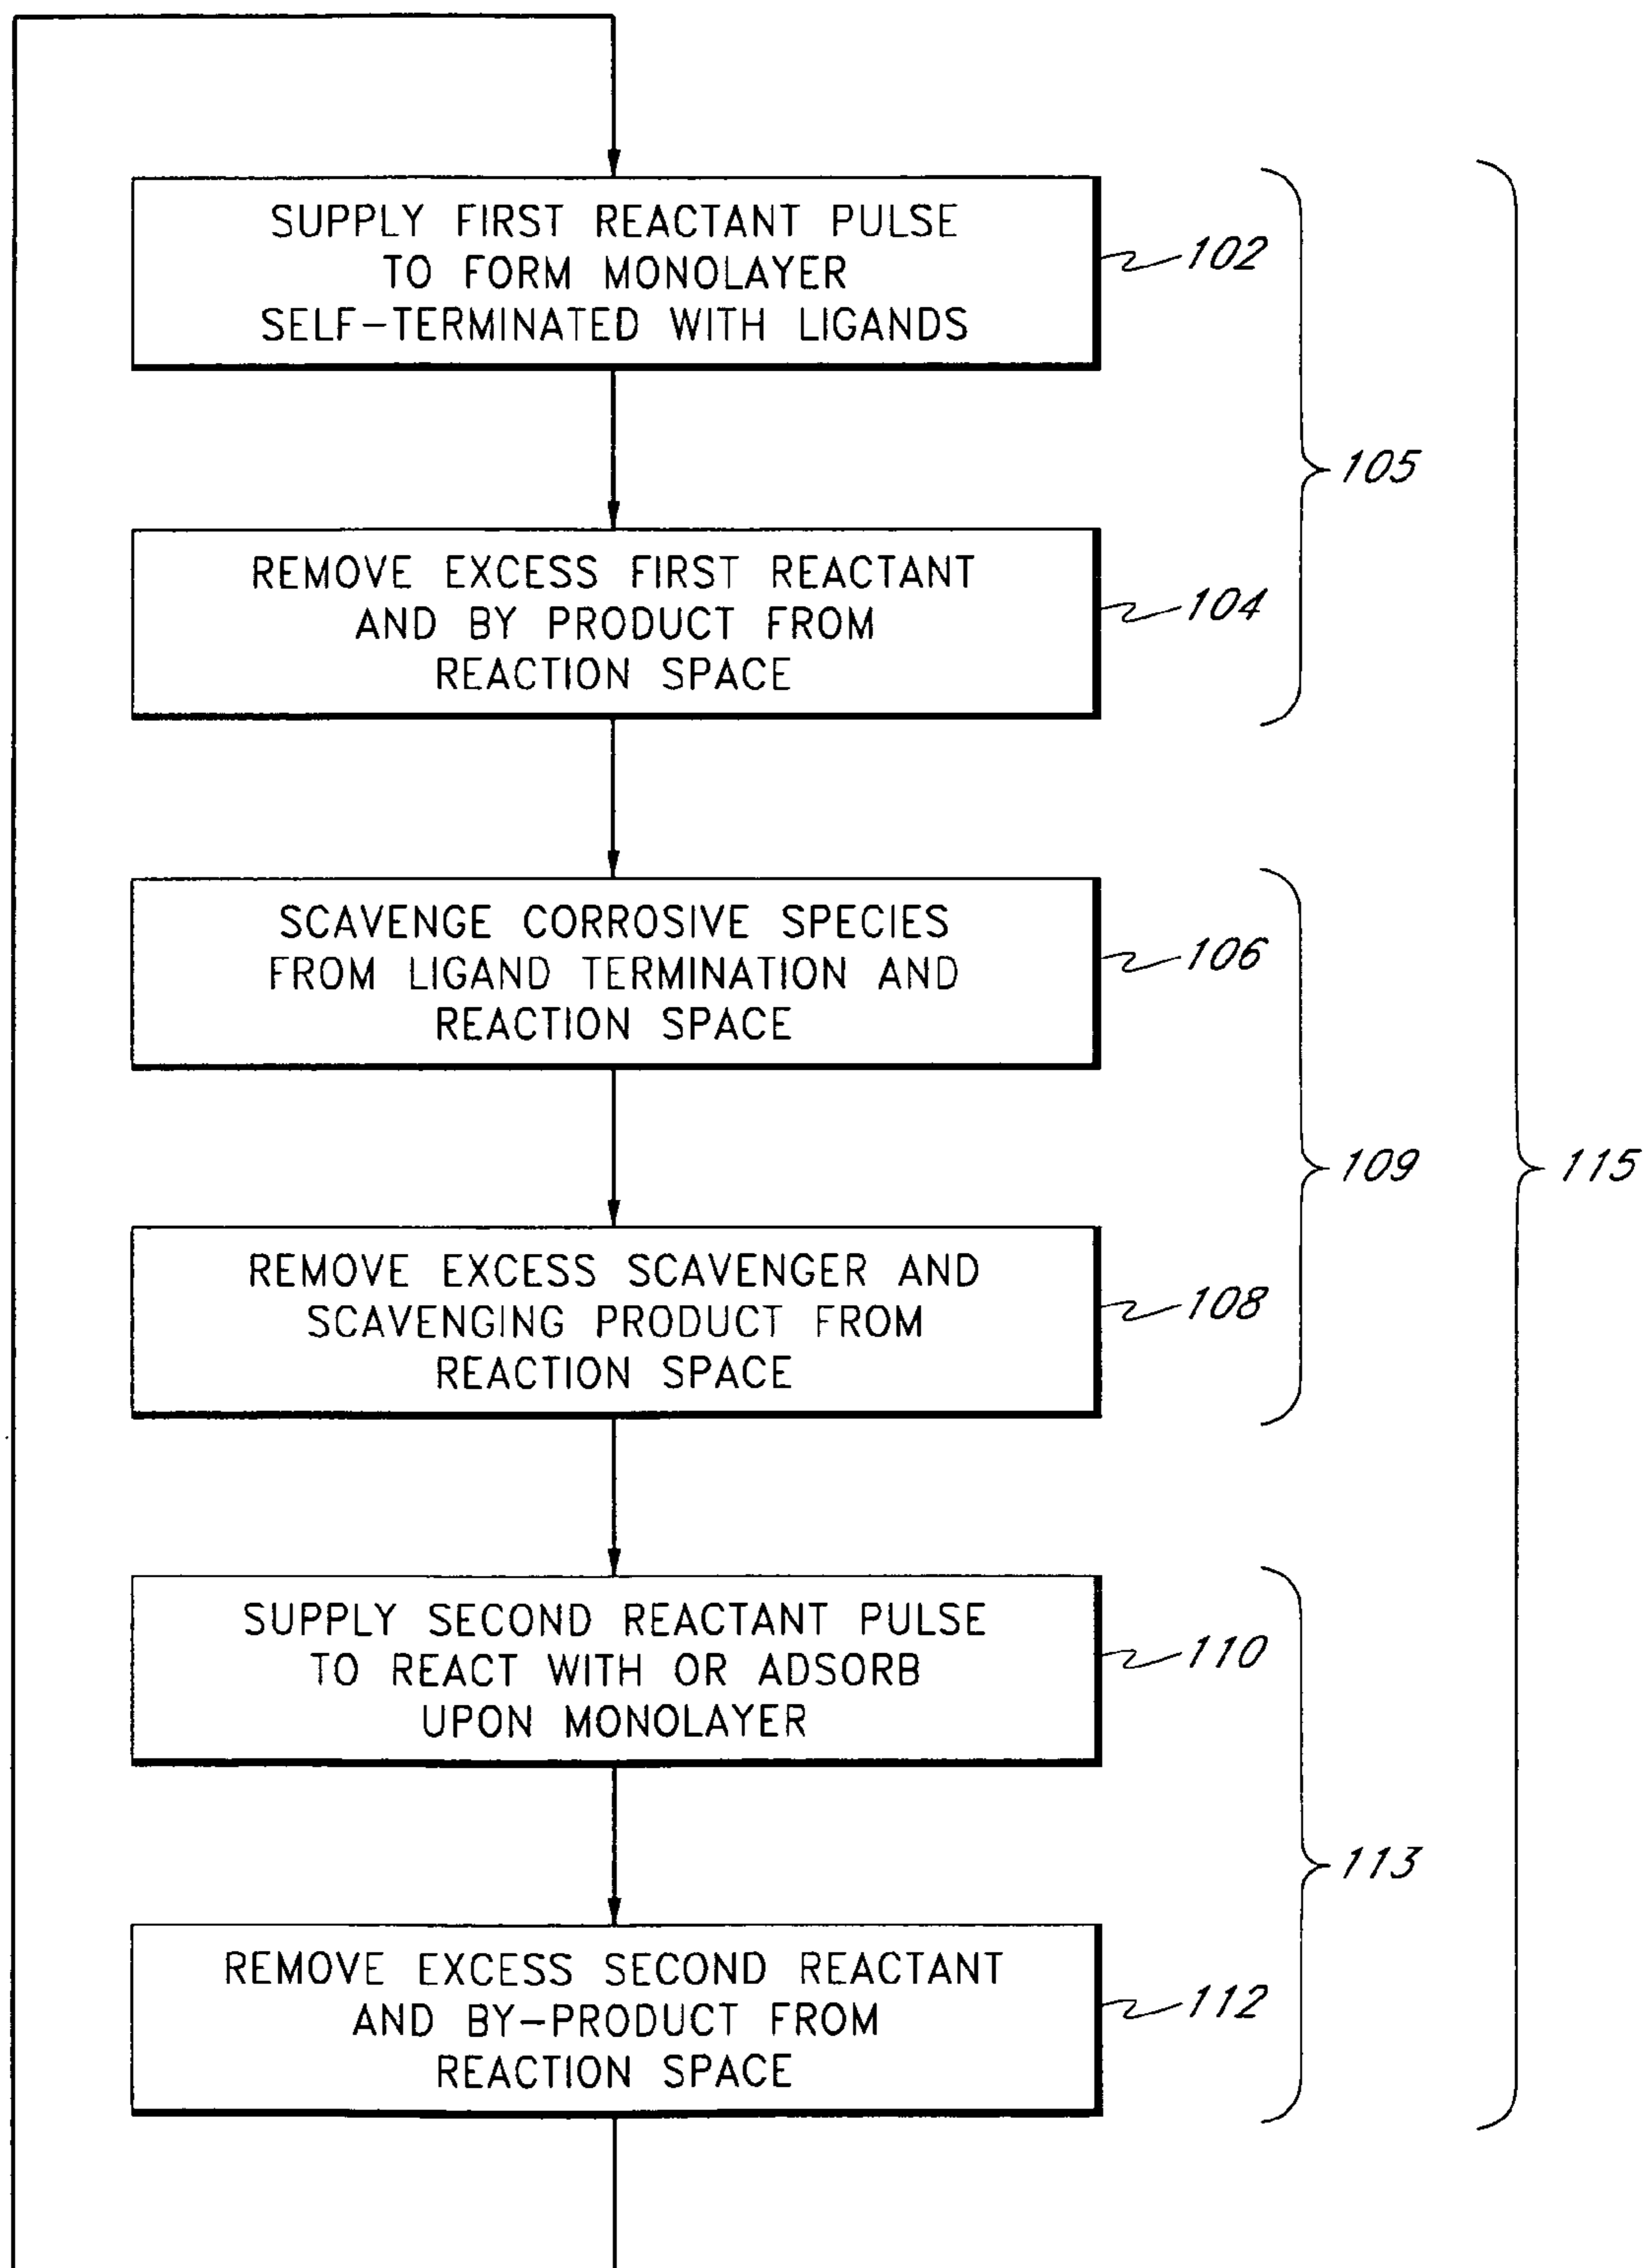 SUPPLY FIRST REACTANT PULSE
TO FORM MONOLAYER
SELF-TERMINATED WITH LIGANDS
102
REMOVE EXCESS FIRST REACTANT
AND BY PRODUCT FROM
REACTION SPACE
104
105
SCAVENGE CORROSIVE SPECIES
FROM LIGAND TERMINATION AND
REACTION SPACE
106
REMOVE EXCESS SCAVENGER AND
SCAVENGING PRODUCT FROM
REACTION SPACE
108
109
SUPPLY SECOND REACTANT PULSE
TO REACT WITH OR ADSORB
UPON MONOLAYER
110
REMOVE EXCESS SECOND REACTANT
AND BY-PRODUCT FROM
REACTION SPACE
112
113
115